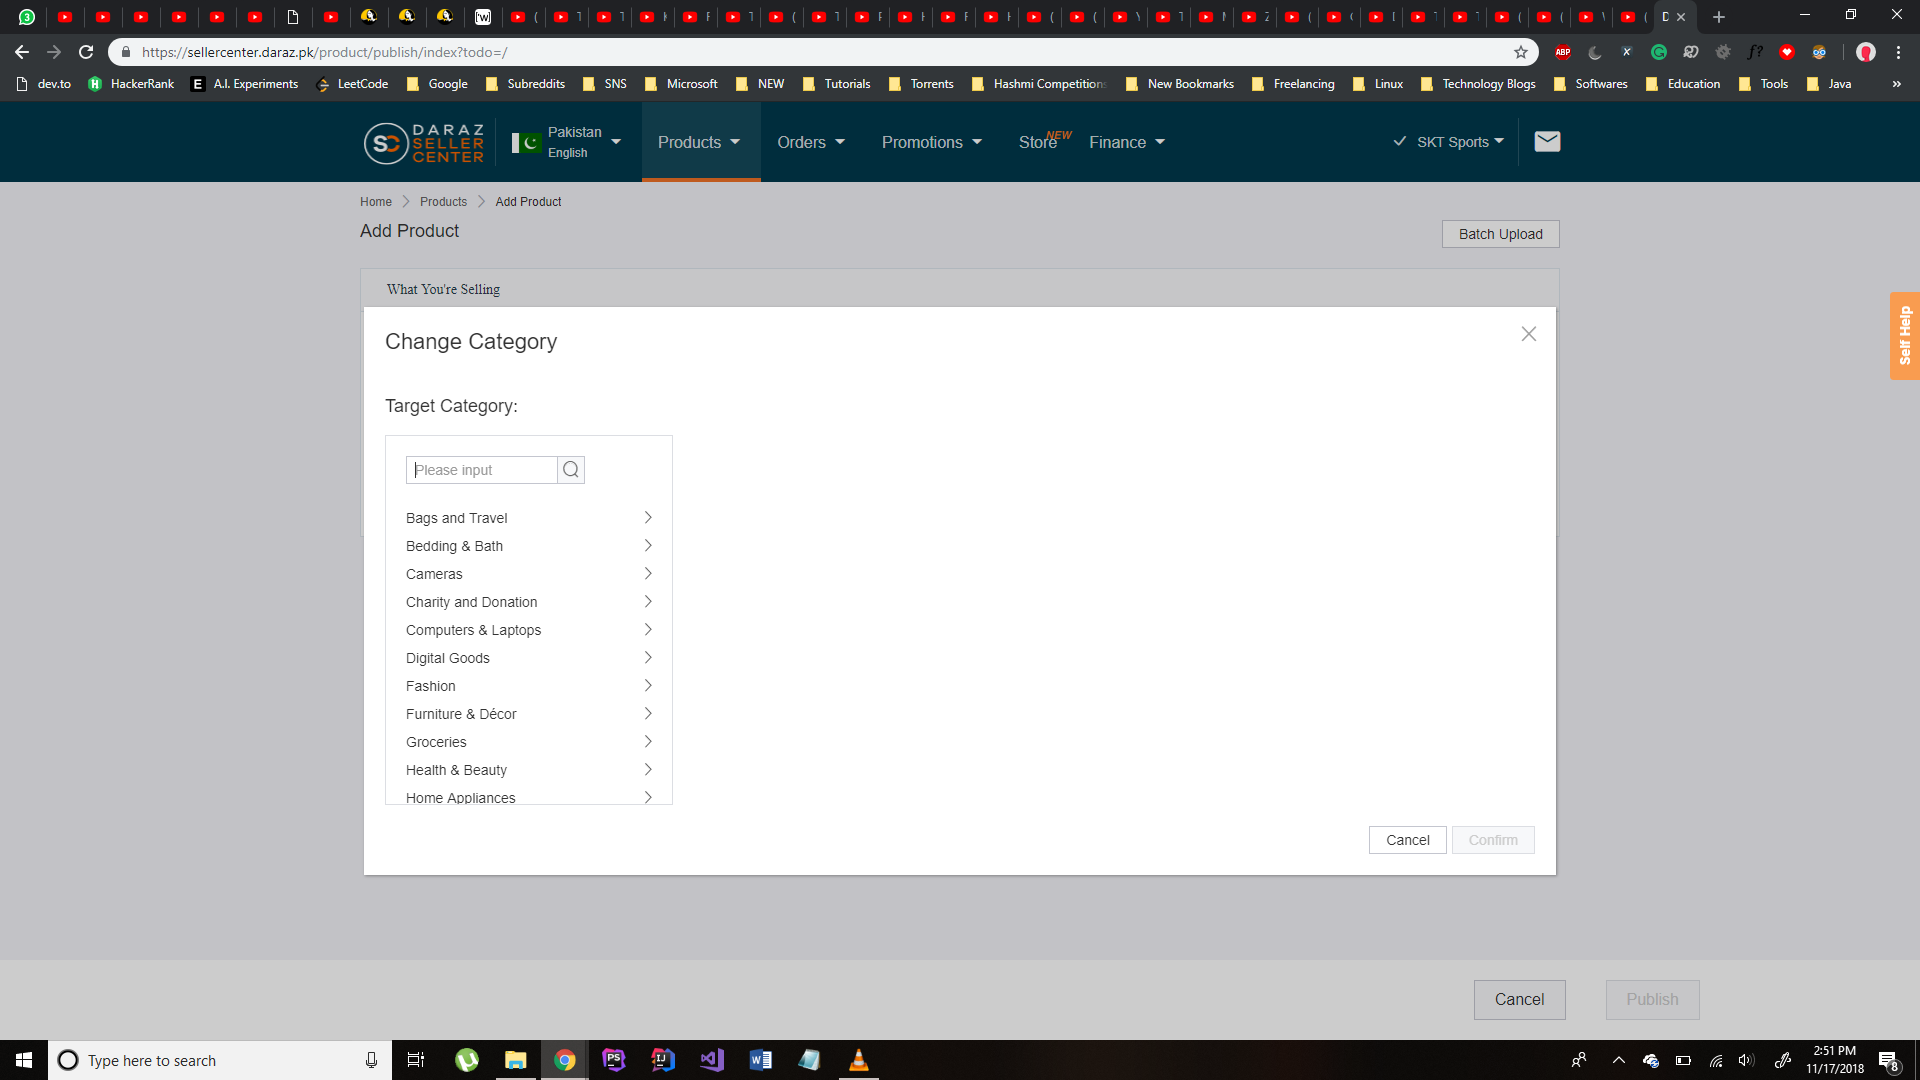 https://sellercenter.daraz.pk/product/publish/index?todo=/
dev.to HackerRank A.I. Experiments LeetCode Google Subreddits SNS Microsoft NEW Tutorials Torrents Hashmi Competitions New Bookmarks Freelancing Linux Technology Blogs Softwares Education Tools Java »
DARAZ SELLER CENTER
Pakistan
English
Products Orders Promotions Store NEW Finance
SKT Sports
Home Products Add Product
Add Product
Batch Upload
What You're Selling
Self Help
Change Category
Target Category:
Please input
Bags and Travel
Bedding & Bath
Cameras
Charity and Donation
Computers & Laptops
Digital Goods
Fashion
Furniture & Décor
Groceries
Health & Beauty
Home Appliances
Cancel Confirm
Cancel Publish
Type here to search
2:51 PM
11/17/2018
8